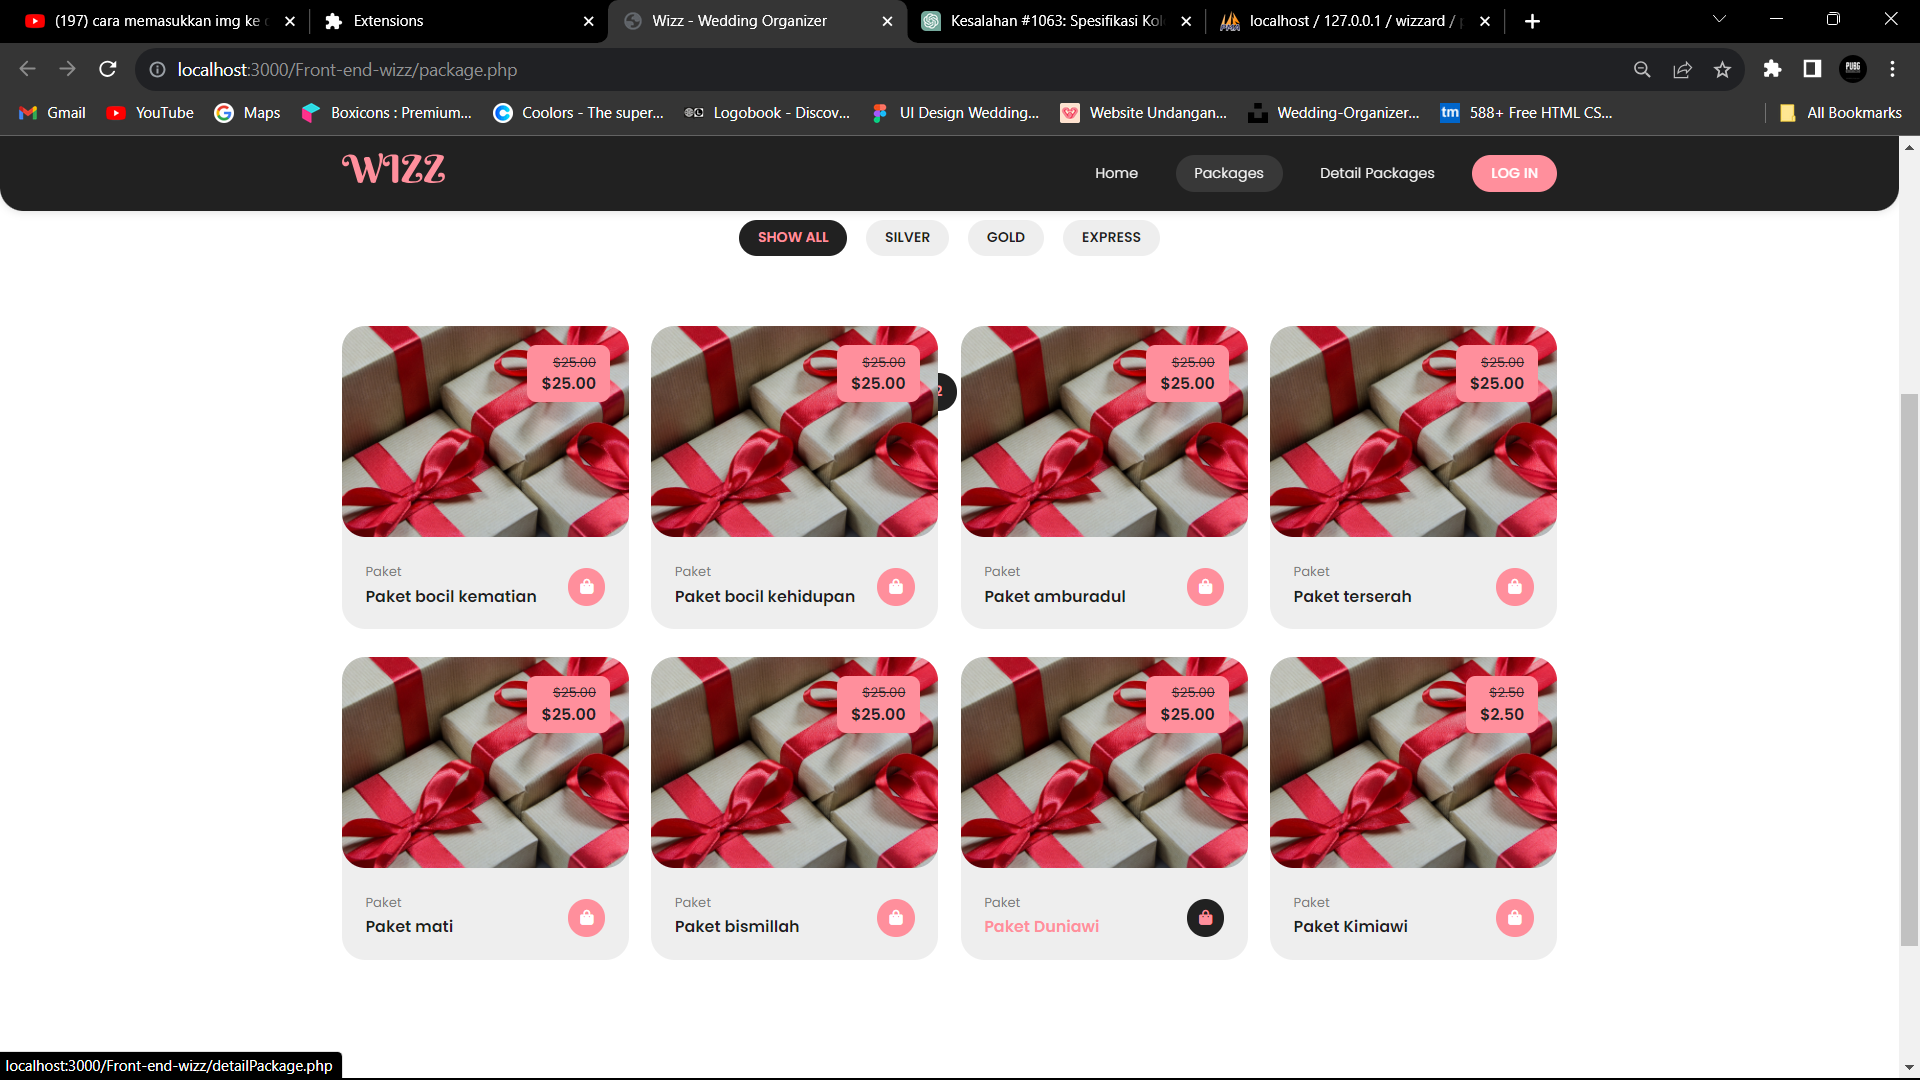 (197) cara memasukkan img ke
Extensions
Wizz - Wedding Organizer
Kesalahan #1063: Spesifikasi Kol
localhost / 127.0.0.1 / wizzard /
localhost:3000/Front-end-wizz/package.php
Gmail
YouTube
Maps
Boxicons : Premium...
Coolors - The super...
Logobook - Discov...
UI Design Wedding...
Website Undangan...
Wedding-Organizer...
tm
588+ Free HTML CS...
All Bookmarks
WIZZ
Home
Packages
Detail Packages
LOG IN
SHOW ALL
SILVER
GOLD
EXPRESS
$25.00
$25.00
$25.00
$25.00
2
$25.00
$25.00
$25.00
$25.00
Paket
Paket bocil kematian
Paket
Paket bocil kehidupan
Paket
Paket amburadul
Paket
Paket terserah
$25.00
$25.00
$25.00
$25.00
$25.00
$25.00
$2.50
$2.50
Paket
Paket mati
Paket
Paket bismillah
Paket
Paket Duniawi
Paket
Paket Kimiawi
localhost:3000/Front-end-wizz/detailPackage.php